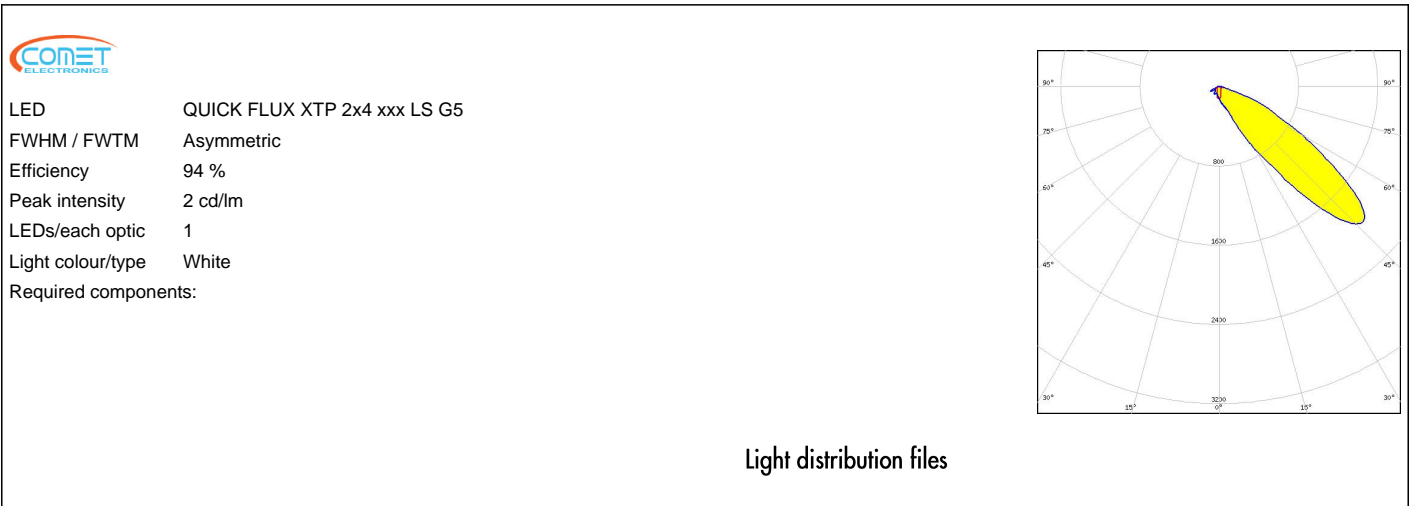 COMET
ELECTRONICS
LED QUICK FLUX XTP 2x4 xxx LS G5
FWHM / FWTM Asymmetric
Efficiency 94 %
Peak intensity 2 cd/lm
LEDs/each optic 1
Light colour/type White
Required components:
90° 90°
75° 75°
800
60° 60°
1600
45° 45°
2400
3200
30° 15° 0° 15° 30°
Light distribution files